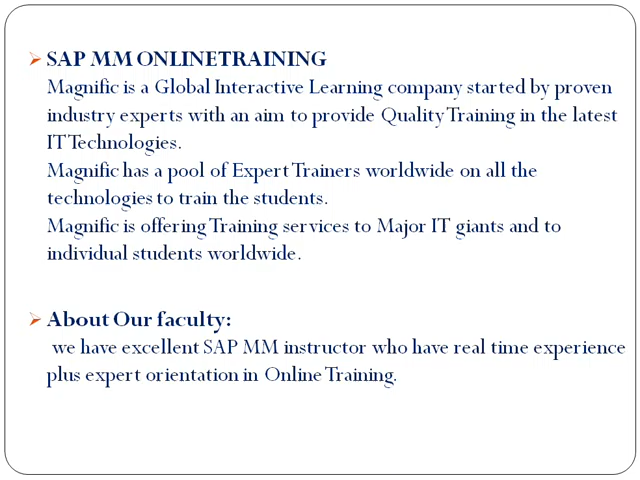 SAP MM ONLINETRAINING
Magnific is a Global Interactive Learning company started by proven
industry experts with an aim to provide Quality Training in the latest
IT Technologies.
Magnific has a pool of Expert Trainers worldwide on all the
technologies to train the students.
Magnific is offering Training services to Major IT giants and to
individual students worldwide.
About Our faculty:
we have excellent SAP MM instructor who have real time experience
plus expert orientation in Online Training.